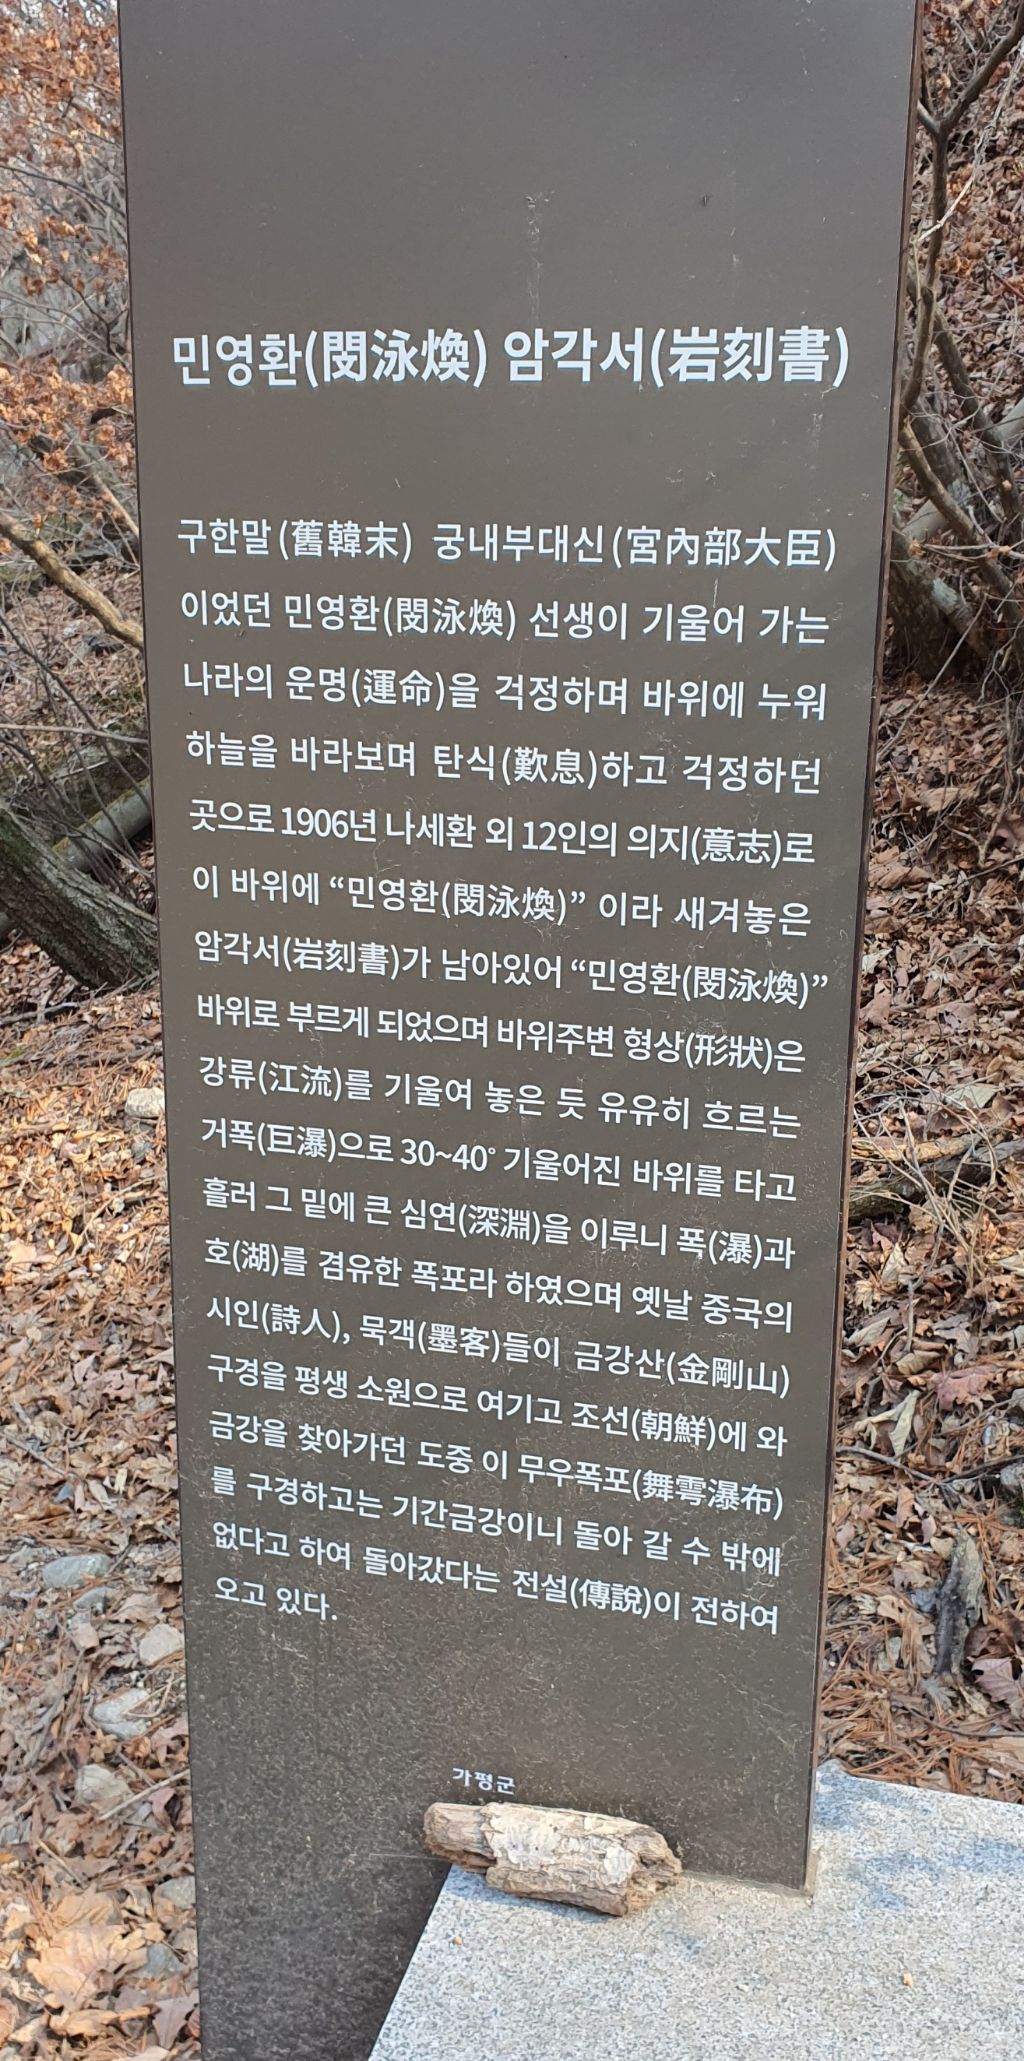 민영환(閔泳煥) 암각서(岩刻書)
구한말(舊韓末) 궁내부대신(宮內部大臣)
이었던 민영환(閔泳煥) 선생이 기울어 가는
나라의 운명(運命)을 걱정하며 바위에 누워
하늘을 바라보며 탄식(歎息)하고 걱정하던
곳으로 1906년 나세환 외 12인의 의지(意志)로
이 바위에 “민영환(閔泳煥)” 이라 새겨놓은
암각서(岩刻書)가 남아있어 “민영환(閔泳煥)”
바위로 부르게 되었으며 바위주변 형상(形狀)은
강류(江流)를 기울여 놓은 듯 유유히 흐르는
거폭(巨瀑)으로 30~40° 기울어진 바위를 타고
흘러 그 밑에 큰 심연(深淵)을 이루니 폭(瀑)과
호(湖)를 겸유한 폭포라 하였으며 옛날 중국의
시인(詩人), 묵객(墨客)들이 금강산(金剛山)
구경을 평생 소원으로 여기고 조선(朝鮮)에 와
금강을 찾아가던 도중 이 무우폭포(舞雩瀑布)
를 구경하고는 기간금강이니 돌아 갈 수 밖에
없다고 하여 돌아갔다는 전설(傳說)이 전하여
오고 있다.
가평군